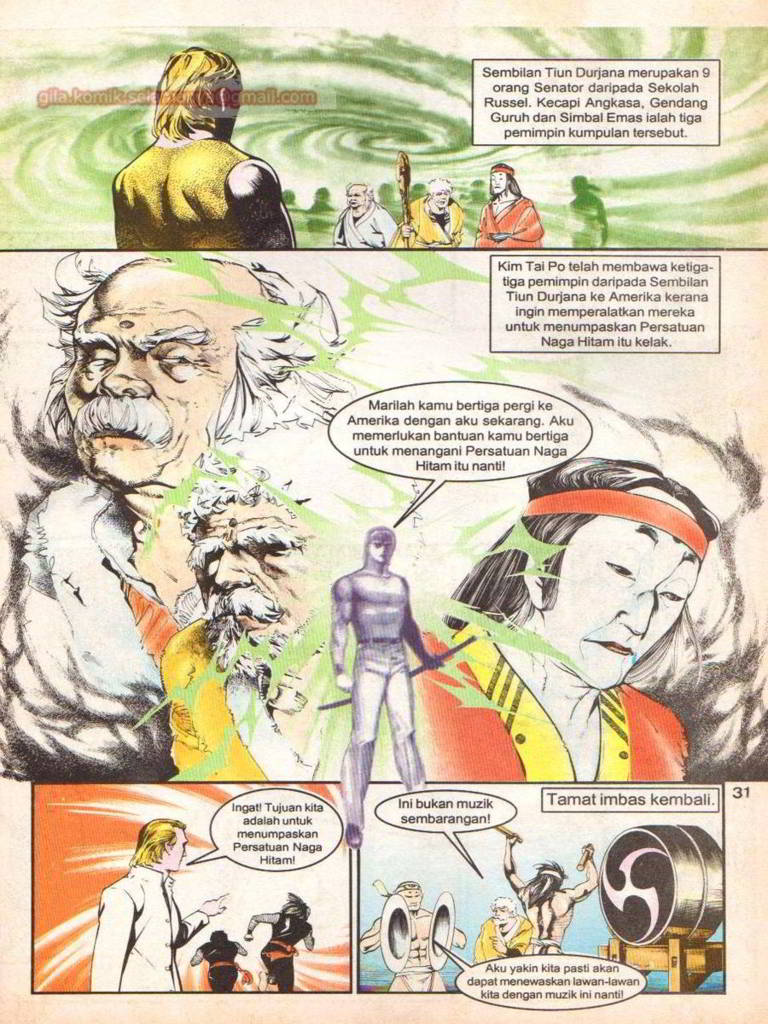 Sembilan Tiun Durjana merupakan 9
orang Senator daripada Sekolah
Russel. Kecapi Angkasa, Gendang
Guruh dan Simbal Emas ialah tiga
pemimpin kumpulan tersebut.
Kim Tai Po telah membawa ketiga-
tiga pemimpin daripada Sembilan
Tiun Durjana ke Amerika kerana
ingin memperalatkan mereka
untuk menumpaskan Persatuan
Naga Hitam itu kelak.
Marilah kamu bertiga pergi ke
Amerika dengan aku sekarang. Aku
memerlukan bantuan kamu bertiga
untuk menangani Persatuan Naga
Hitam itu nanti!
Ingat! Tujuan kita
adalah untuk
menumpaskan
Persatuan Naga
Hitam!
Ini bukan muzik
sembarangan!
Tamat imbas kembali.
31
Aku yakin kita pasti akan
dapat menewaskan lawan-lawan
kita dengan muzik ini nanti!